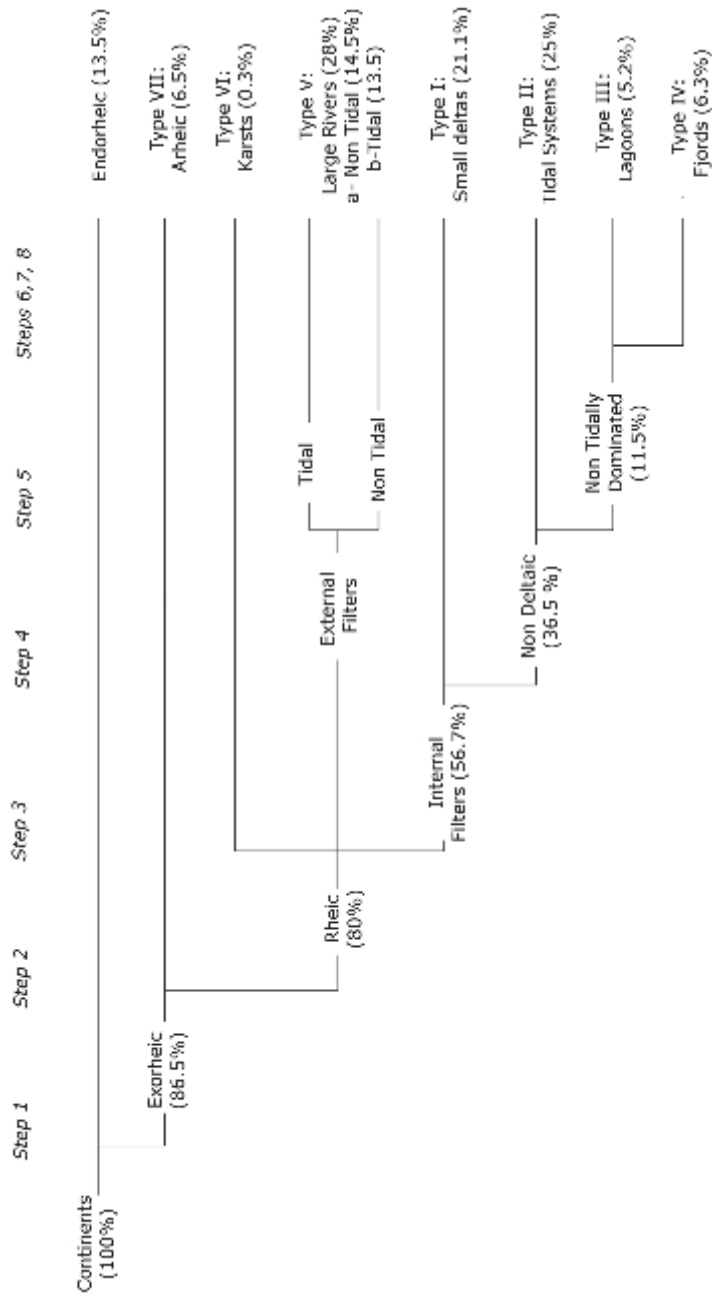 Step 1
Step 2
Step 3
Step 4
Step 5
Steps 6,7, 8
Continents
(100%)
Endorheic (13.5%)
Exorheic
(86.5%)
Type VII:
Arheic (6.5%)
Rheic
(80%)
Type VI:
Karsts (0.3%)
External
Filters
Tidal
Non Tidal
Type V:
Large Rivers (28%)
a- Non Tidal (14.5%)
b-Tidal (13.5)
Internal
Filters (56.7%)
Type I:
Small deltas (21.1%)
Non Deltaic
(36.5 %)
Type II:
Tidal Systems (25%)
Non Tidally
Dominated
(11.5%)
Type III:
Lagoons (5.2%)
Type IV:
Fjords (6.3%)